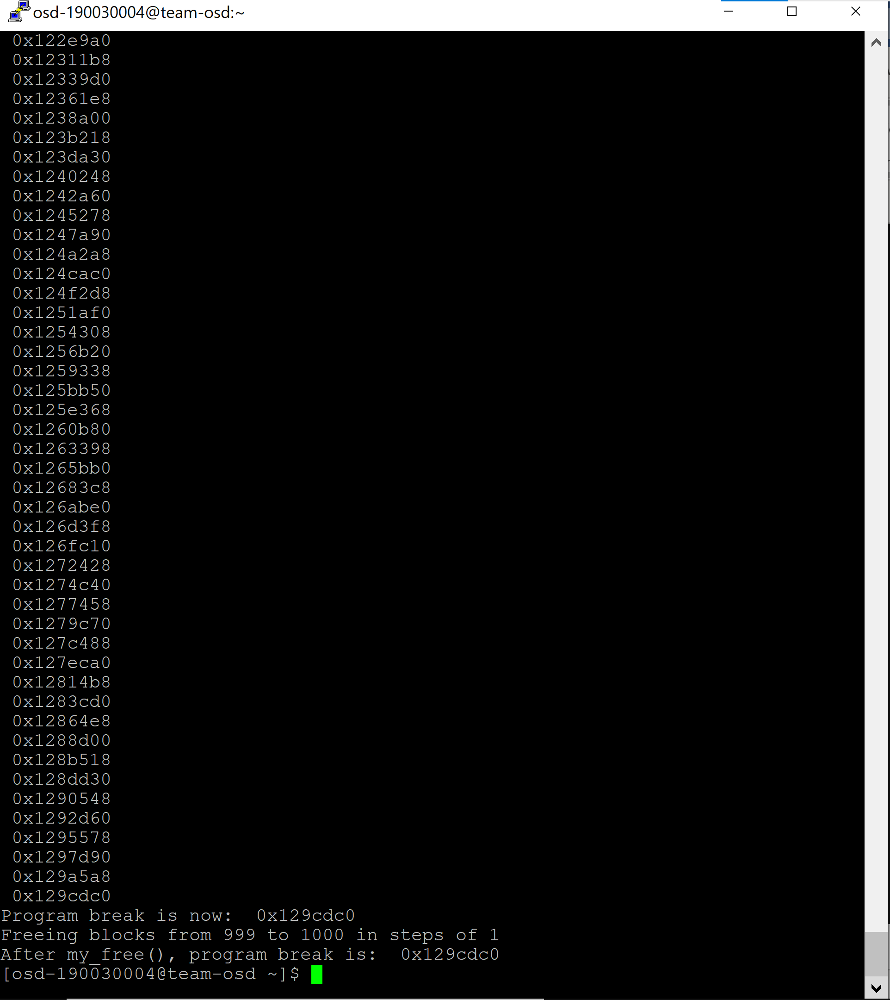 osd-190030004@team-osd:~
0x122e9a0
0x12311b8
0x12339d0
0x12361e8
0x1238a00
0x123b218
0x123da30
0x1240248
0x1242a60
0x1245278
0x1247a90
0x124a2a8
0x124cac0
0x124f2d8
0x1251af0
0x1254308
0x1256b20
0x1259338
0x125bb50
0x125e368
0x1260b80
0x1263398
0x1265bb0
0x12683c8
0x126abe0
0x126d3f8
0x126fc10
0x1272428
0x1274c40
0x1277458
0x1279c70
0x127c488
0x127eca0
0x12814b8
0x1283cd0
0x12864e8
0x1288d00
0x128b518
0x128dd30
0x1290548
0x1292d60
0x1295578
0x1297d90
0x129a5a8
0x129cdc0
Program break is now:  0x129cdc0
Freeing blocks from 999 to 1000 in steps of 1
After my_free(), program break is:  0x129cdc0
[osd-190030004@team-osd ~]$